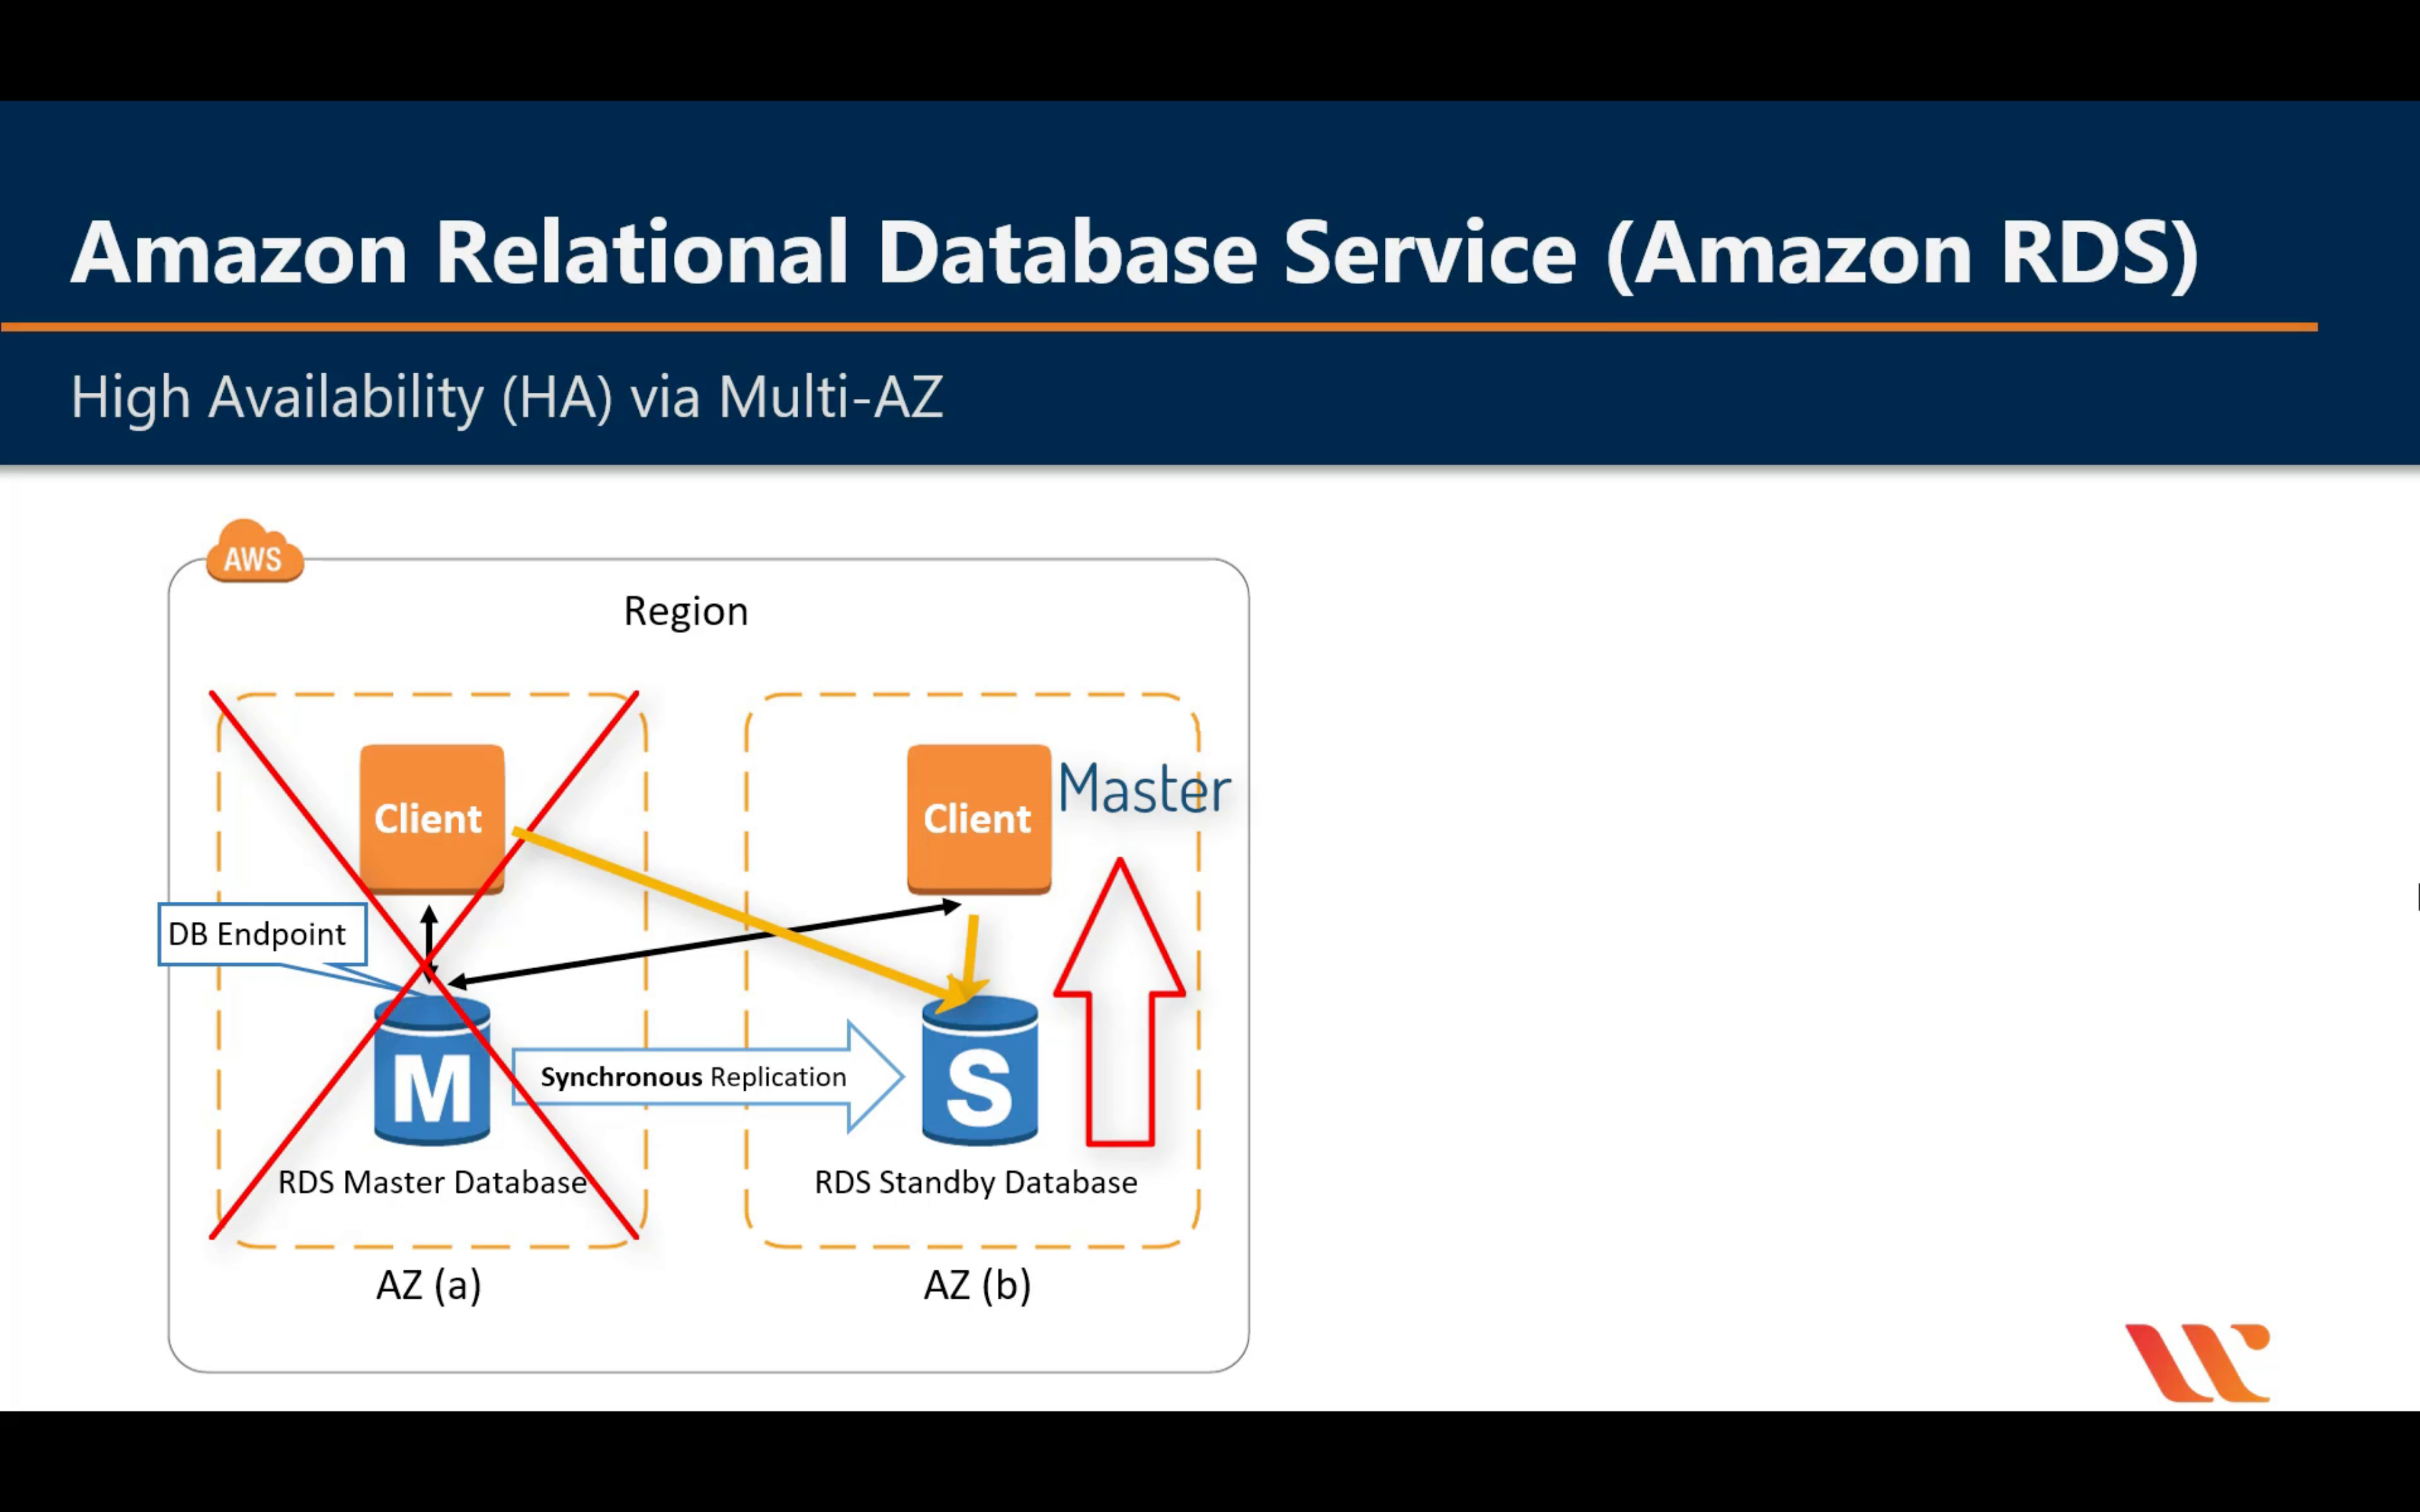 Amazon Relational Database Service (Amazon RDS)
High Availability (HA) via Multi-AZ
AWS
Region
Client
Client
Master
DB Endpoint
M
Synchronous Replication
S
RDS Master Database
RDS Standby Database
AZ (a)
AZ (b)